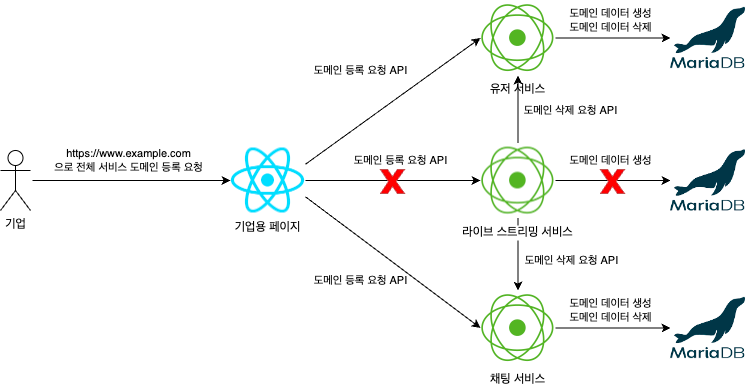 도메인 데이터 생성
도메인 데이터 삭제
MariaDB
도메인 등록 요청 API
유저 서비스
도메인 삭제 요청 API
https://www.example.com
으로 전체 서비스 도메인 등록 요청
도메인 등록 요청 API
도메인 데이터 생성
MariaDB
기업
기업용 페이지
라이브 스트리밍 서비스
도메인 삭제 요청 API
도메인 등록 요청 API
도메인 데이터 생성
도메인 데이터 삭제
MariaDB
채팅 서비스